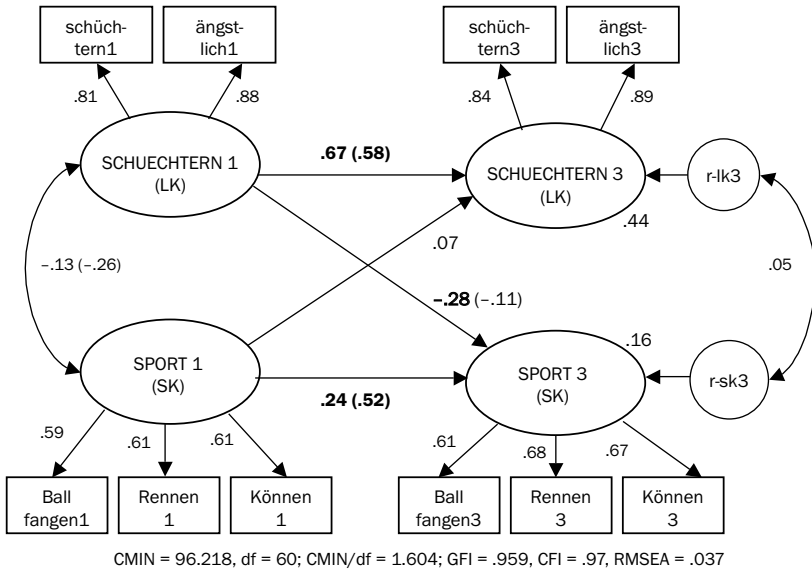 schüch-
tern1
ängst-
lich1
schüch-
tern3
ängst-
lich3
.81
.88
.84
.89
SCHUECHTERN 1
(LK)
.67 (.58)
SCHUECHTERN 3
(LK)
r-lk3
.44
.07
–.13 (–.26)
.05
–.28 (–.11)
SPORT 1
(SK)
.24 (.52)
SPORT 3
(SK)
.16
r-sk3
.59
.61
.61
.61
.68
.67
Ball
fangen1
Rennen
1
Können
1
Ball
fangen3
Rennen
3
Können
3
CMIN = 96.218, df = 60; CMIN/df = 1.604; GFI = .959, CFI = .97, RMSEA = .037